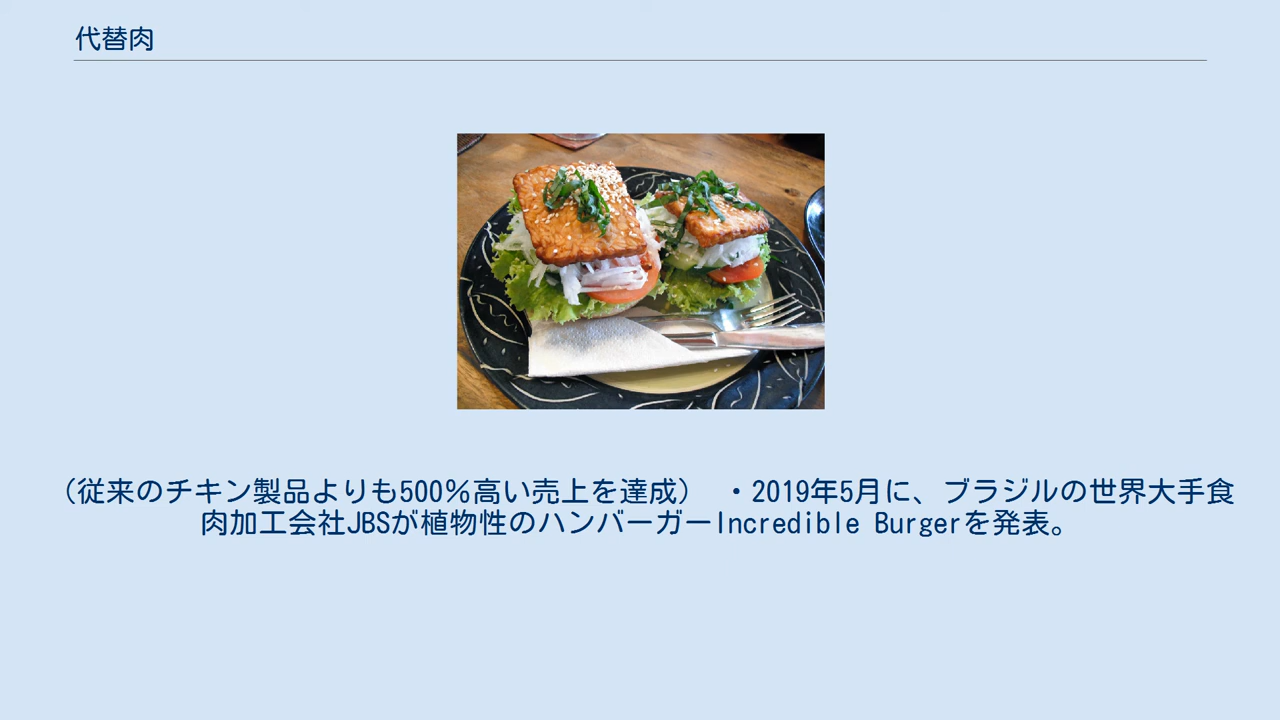 代替肉
（従来のチキン製品よりも500％高い売上を達成）　・2019年5月に、ブラジルの世界大手食
肉加工会社JBSが植物性のハンバーガーIncredible Burgerを発表。